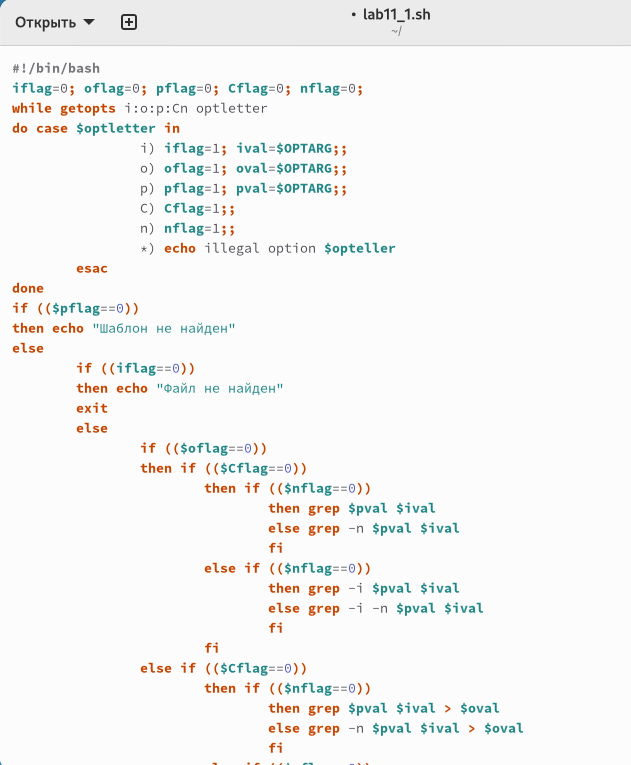 Открыть
• lab11_1.sh
~/
#!/bin/bash
iflag=0; oflag=0; pflag=0; Cflag=0; nflag=0;
while getopts i:o:p:Cn optletter
do case $optletter in
                i) iflag=1; ival=$OPTARG;;
                o) oflag=1; oval=$OPTARG;;
                p) pflag=1; pval=$OPTARG;;
                C) Cflag=1;;
                n) nflag=1;;
                *) echo illegal option $opteller
        esac
done
if (($pflag==0))
then echo "Шаблон не найден"
else
        if ((iflag==0))
        then echo "Файл не найден"
        exit
        else
                if (($oflag==0))
                then if (($Cflag==0))
                        then if (($nflag==0))
                                then grep $pval $ival
                                else grep -n $pval $ival
                                fi
                        else if (($nflag==0))
                                then grep -i $pval $ival
                                else grep -i -n $pval $ival
                                fi
                        fi
                else if (($Cflag==0))
                        then if (($nflag==0))
                                then grep $pval $ival > $oval
                                else grep -n $pval $ival > $oval
                                fi